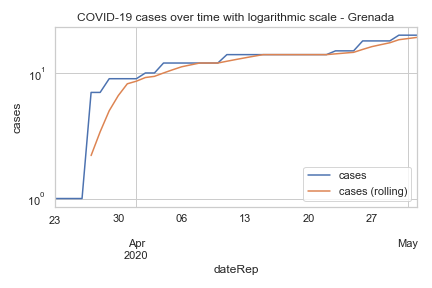 COVID-19 cases over time with logarithmic scale - Grenada
cases
10¹
10⁰
cases
cases (rolling)
23 30 06 13 20 27
Apr May
2020
dateRep